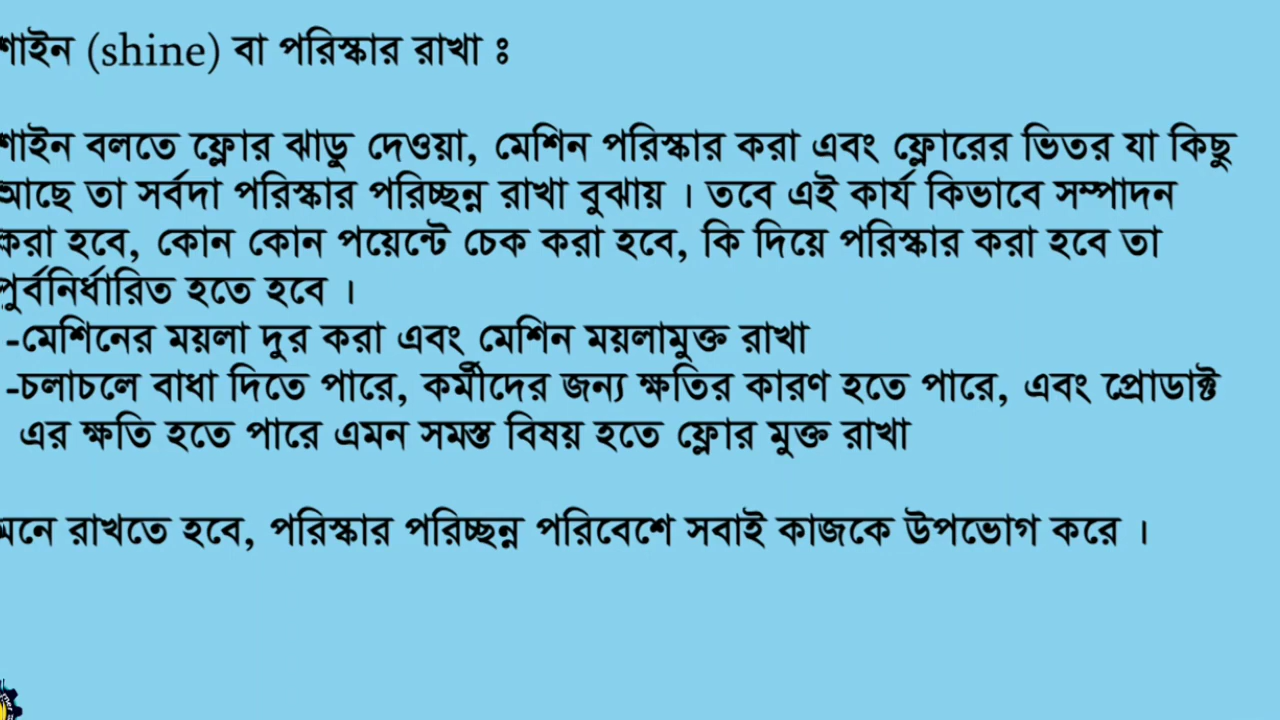 শাইন (shine) বা পরিস্কার রাখা ঃ
শাইন বলতে ফ্লোর ঝাড়ু দেওয়া, মেশিন পরিস্কার করা এবং ফ্লোরের ভিতর যা কিছু
আছে তা সর্বদা পরিস্কার পরিচ্ছন্ন রাখা বুঝায় । তবে এই কার্য কিভাবে সম্পাদন
করা হবে, কোন কোন পয়েন্টে চেক করা হবে, কি দিয়ে পরিস্কার করা হবে তা
পুর্বনির্ধারিত হতে হবে ।
-মেশিনের ময়লা দুর করা এবং মেশিন ময়লামুক্ত রাখা
-চলাচলে বাধা দিতে পারে, কর্মীদের জন্য ক্ষতির কারণ হতে পারে, এবং প্রোডাক্ট
এর ক্ষতি হতে পারে এমন সমস্ত বিষয় হতে ফ্লোর মুক্ত রাখা
মনে রাখতে হবে, পরিস্কার পরিচ্ছন্ন পরিবেশে সবাই কাজকে উপভোগ করে ।